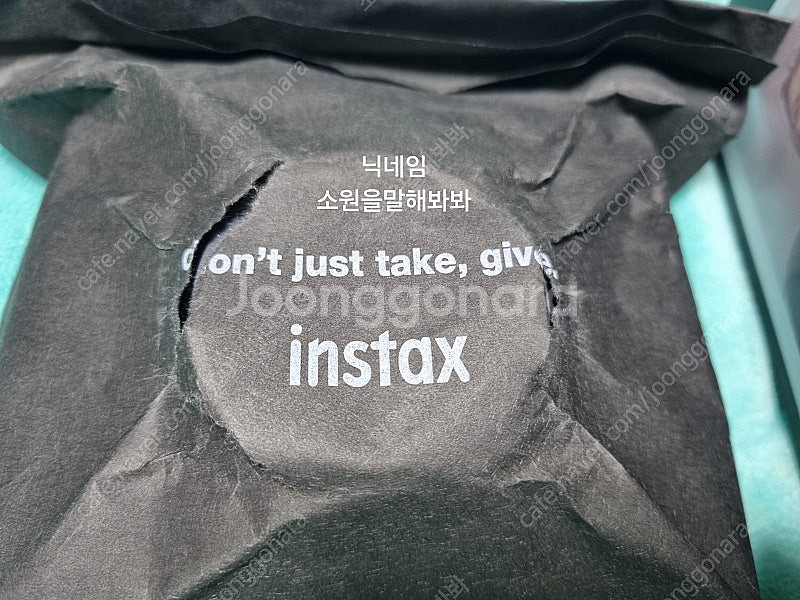 닉네임
소원을말해봐봐
don't just take, give.
Joonggonara
instax
cafe.naver.com/joonggonara